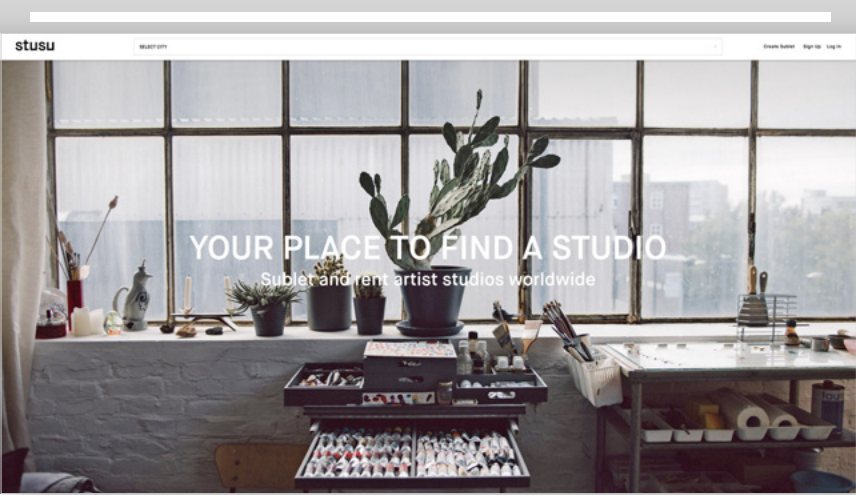 stusu
SELECT CITY
Create Sublet Sign Up Log In
YOUR PLACE TO FIND A STUDIO
Sublet and rent artist studios worldwide